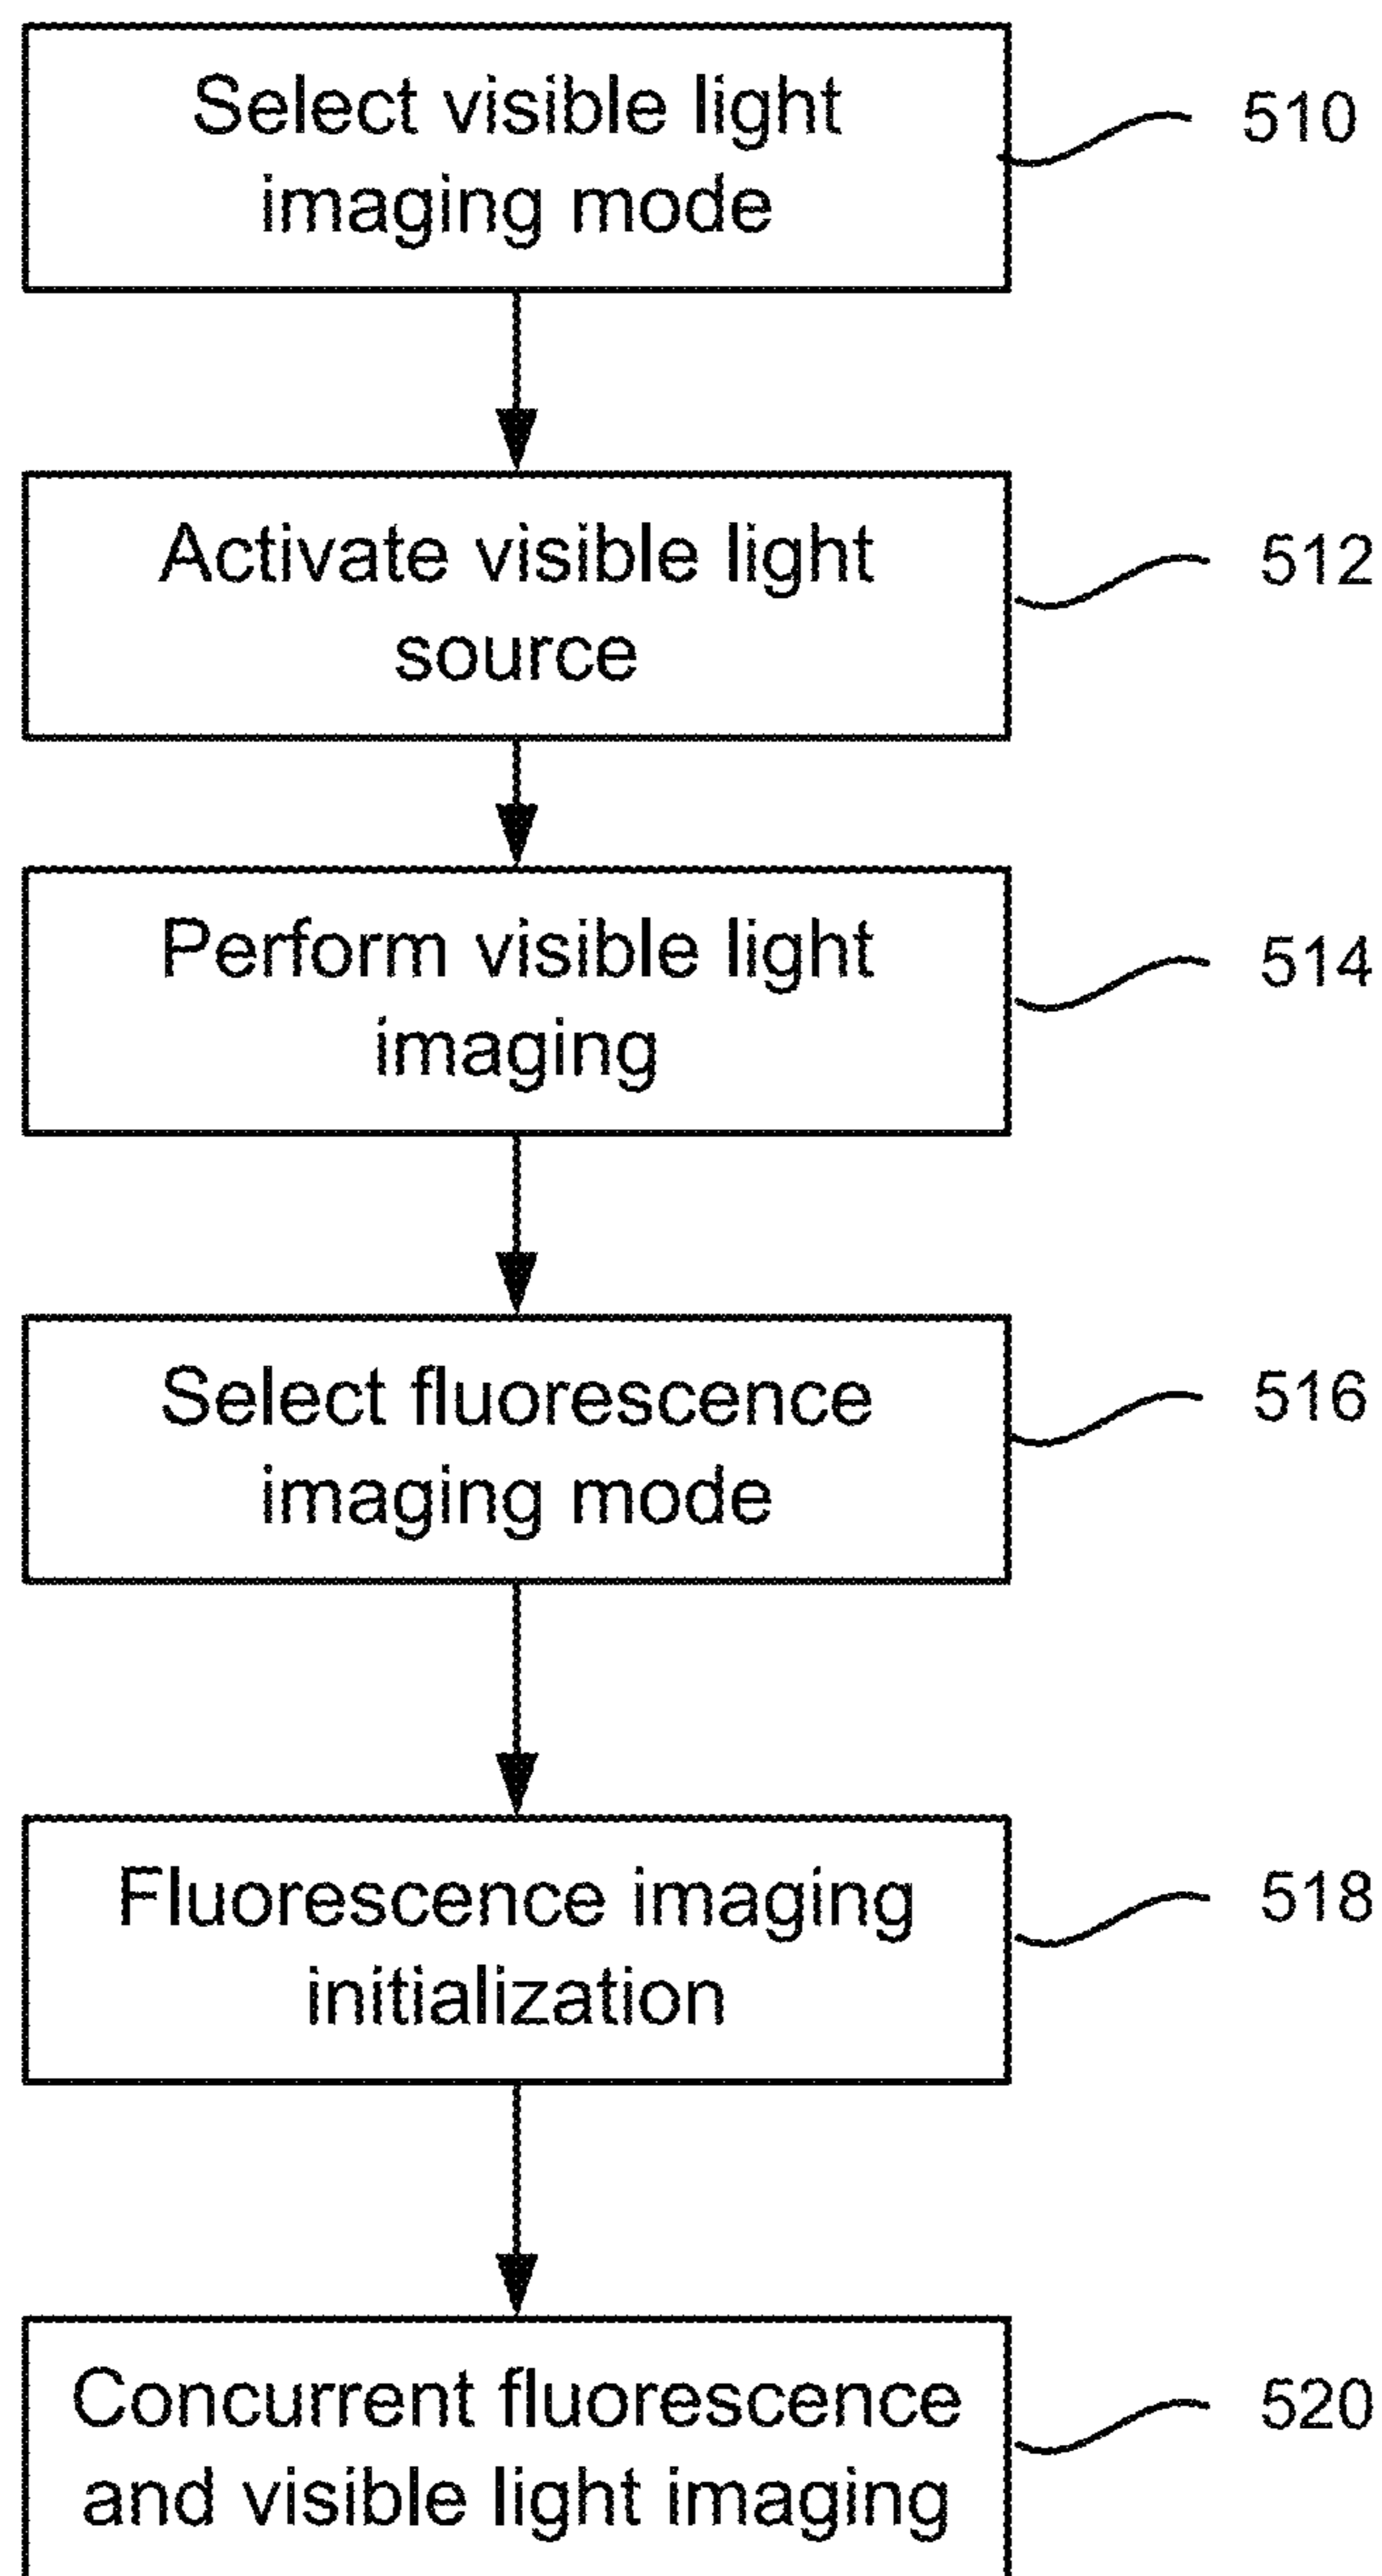 Select visible light
imaging mode
510
Activate visible light
source
512
Perform visible light
imaging
514
Select fluorescence
imaging mode
516
Fluorescence imaging
initialization
518
Concurrent fluorescence
and visible light imaging
520